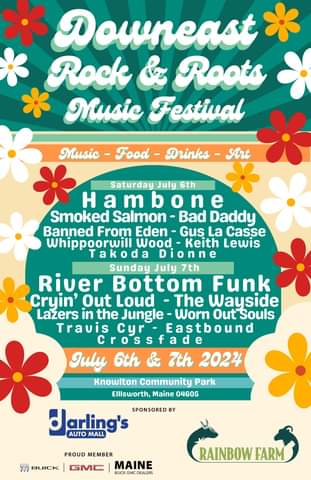 Downeast
Rock & Roots
Music Festival
Music - Food - Drinks - Art
Saturday July 6th
Hambone
Smoked Salmon - Bad Daddy
Banned From Eden - Gus La Casse
Whippoorwill Wood - Keith Lewis
Takoda Dionne
Sunday July 7th
River Bottom Funk
Cryin' Out Loud - The Wayside
Lazers in the Jungle - Worn Out Souls
Travis Cyr - Eastbound
Crossfade
July 6th & 7th 2024
Knowlton Community Park
Ellsworth, Maine 04605
SPONSORED BY
Darling's
AUTO MALL
PROUD MEMBER
BUICK | GMC | MAINE
BUICK GMC DEALERS
RAINBOW FARM